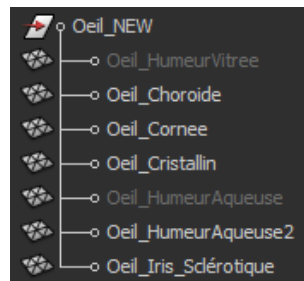 Oeil_NEW
Oeil_HumeurVitree
Oeil_Choroide
Oeil_Cornee
Oeil_Cristallin
Oeil_HumeurAqueuse
Oeil_HumeurAqueuse2
Oeil_Iris_Sclérotique